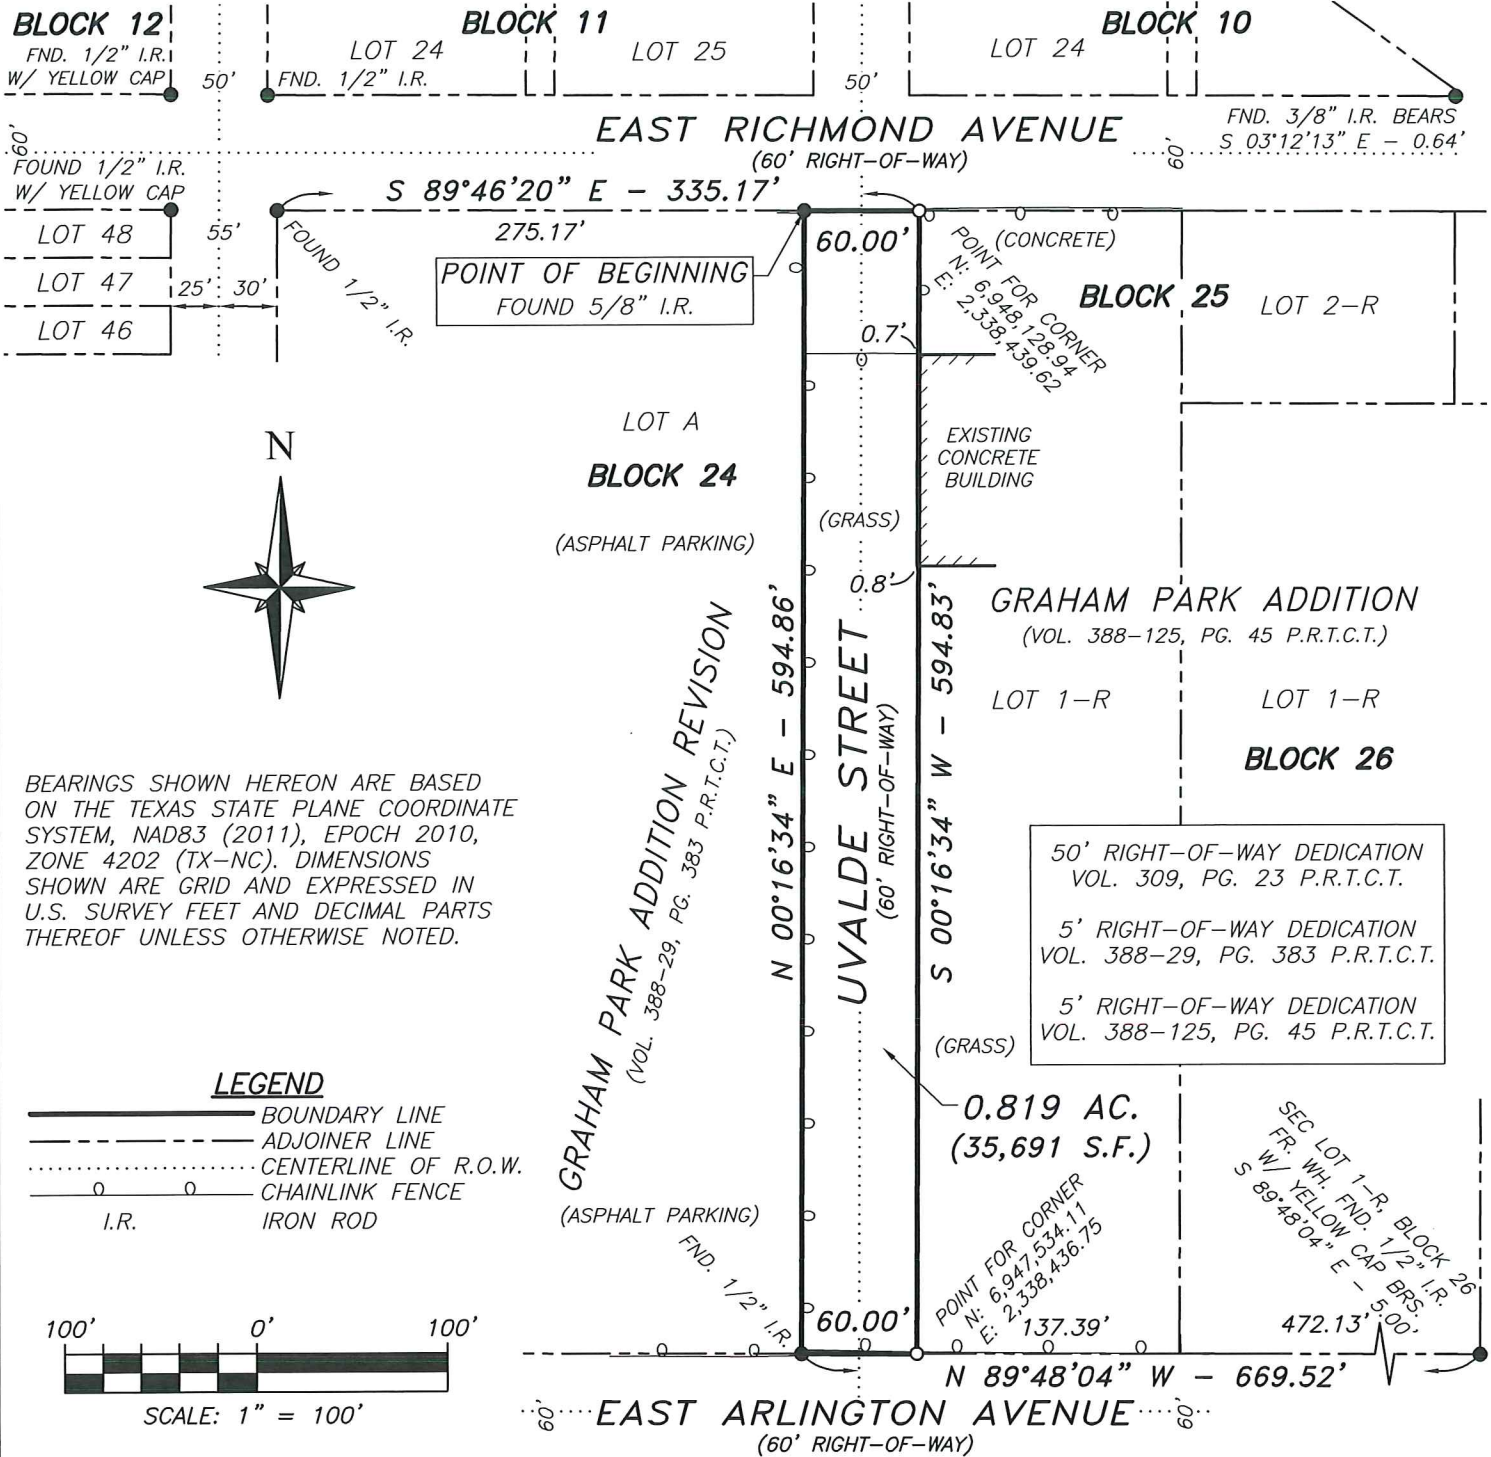 BLOCK 12
FND. 1/2" I.R.
W/ YELLOW CAP
50'
FND. 1/2" I.R.
LOT 24
BLOCK 11
LOT 25
50'
LOT 24
BLOCK 10
FND. 3/8" I.R. BEARS
S 03°12'13" E - 0.64'
60'
EAST RICHMOND AVENUE
(60' RIGHT-OF-WAY)
60'
FOUND 1/2" I.R.
W/ YELLOW CAP
S 89°46'20" E - 335.17'
LOT 48
55'
275.17'
60.00'
(CONCRETE)
FOUND 1/2" I.R.
POINT OF BEGINNING
FOUND 5/8" I.R.
POINT FOR CORNER
N: 6,948,128.94
E: 2,338,439.62
LOT 47
25'
30'
LOT 46
BLOCK 25
LOT 2-R
0.7'
LOT A
BLOCK 24
(ASPHALT PARKING)
EXISTING
CONCRETE
BUILDING
(GRASS)
0.8'
N
GRAHAM PARK ADDITION
(VOL. 388-125, PG. 45 P.R.T.C.T.)
LOT 1-R
LOT 1-R
BLOCK 26
GRAHAM PARK ADDITION REVISION
(VOL. 388-29, PG. 383 P.R.T.C.T.)
N 00°16'34" E - 594.86'
UVALDE STREET
(60' RIGHT-OF-WAY)
S 00°16'34" W - 594.83'
BEARINGS SHOWN HEREON ARE BASED
ON THE TEXAS STATE PLANE COORDINATE
SYSTEM, NAD83 (2011), EPOCH 2010,
ZONE 4202 (TX-NC). DIMENSIONS
SHOWN ARE GRID AND EXPRESSED IN
U.S. SURVEY FEET AND DECIMAL PARTS
THEREOF UNLESS OTHERWISE NOTED.
50' RIGHT-OF-WAY DEDICATION
VOL. 309, PG. 23 P.R.T.C.T.
5' RIGHT-OF-WAY DEDICATION
VOL. 388-29, PG. 383 P.R.T.C.T.
5' RIGHT-OF-WAY DEDICATION
VOL. 388-125, PG. 45 P.R.T.C.T.
(GRASS)
0.819 AC.
(35,691 S.F.)
LEGEND
BOUNDARY LINE
ADJOINER LINE
CENTERLINE OF R.O.W.
CHAINLINK FENCE
I.R. IRON ROD
(ASPHALT PARKING)
FND. 1/2" I.R.
POINT FOR CORNER
N: 6,947,534.11
E: 2,338,436.75
SEC LOT 1-R, BLOCK 26
FR. WH. FND. 1/2" I.R.
W/ YELLOW CAP BRS.
S 89°48'04" E - 5.00'
60.00'
137.39'
472.13'
N 89°48'04" W - 669.52'
100' 0' 100'
SCALE: 1" = 100'
60'
EAST ARLINGTON AVENUE
60'
(60' RIGHT-OF-WAY)